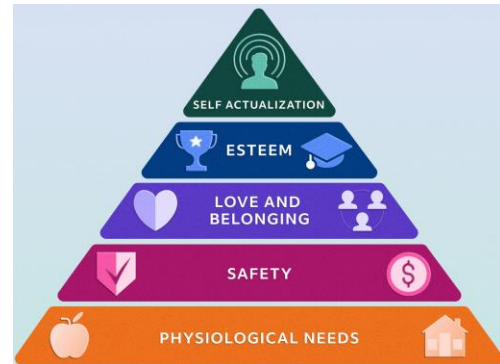 SELF ACTUALIZATION
ESTEEM
LOVE AND
BELONGING
SAFETY
$
PHYSIOLOGICAL NEEDS